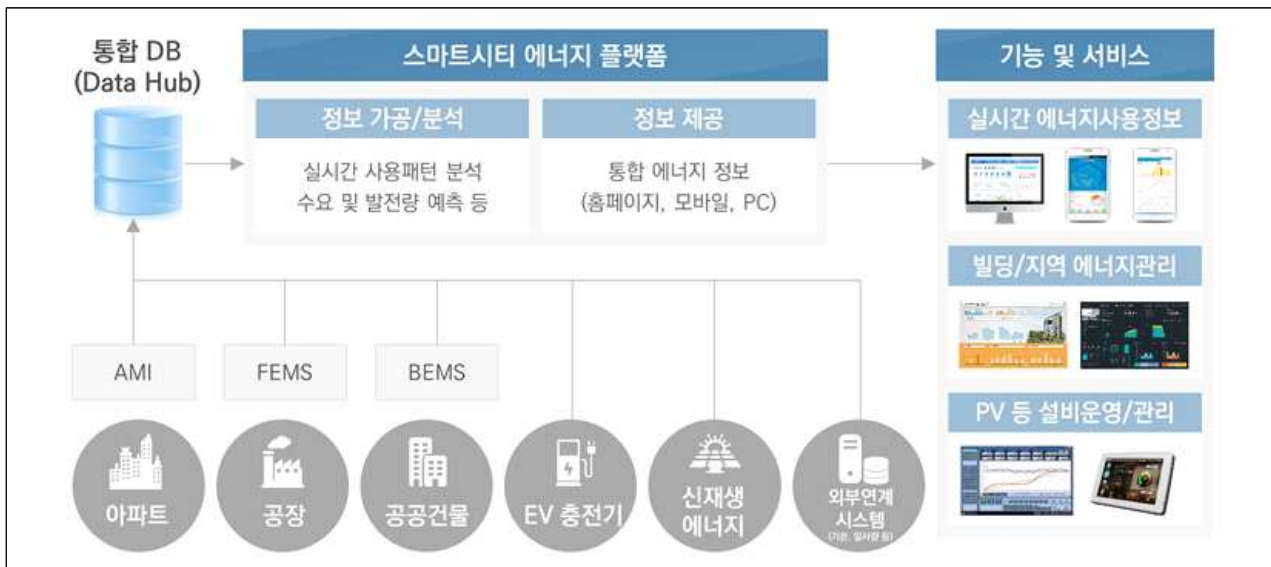 통합 DB
(Data Hub)
스마트시티 에너지 플랫폼
정보 가공/분석
실시간 사용패턴 분석
수요 및 발전량 예측 등
정보 제공
통합 에너지 정보
(홈페이지, 모바일, PC)
기능 및 서비스
실시간 에너지사용정보
빌딩/지역 에너지관리
PV 등 설비운영/관리
AMI
FEMS
BEMS
아파트
공장
공공건물
EV 충전기
신재생
에너지
외부연계
시스템
(기온, 일사량 등)